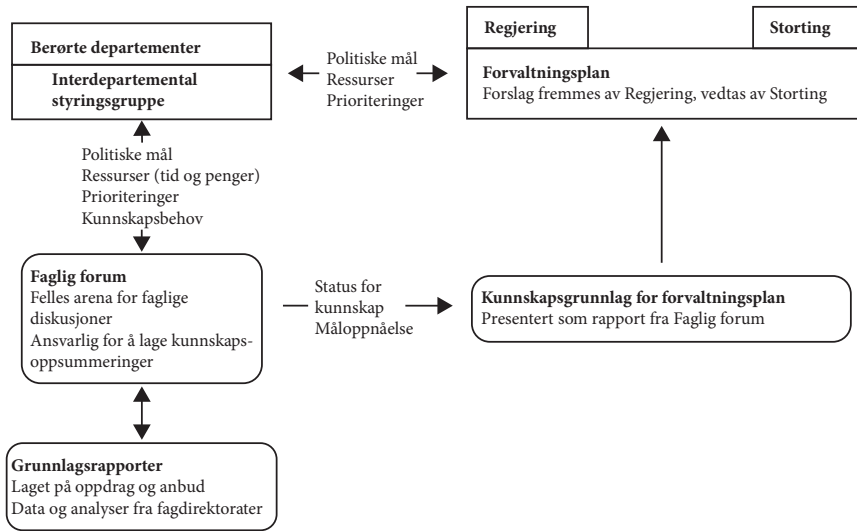 Berørte departementer
Interdepartemental
styringsgruppe
Politiske mål
Ressurser
Prioriteringer
Regjering
Storting
Forvaltningsplan
Forslag fremmes av Regjering, vedtas av Storting
Politiske mål
Ressurser (tid og penger)
Prioriteringer
Kunnskapsbehov
Faglig forum
Felles arena for faglige
diskusjoner
Ansvarlig for å lage kunnskaps-
oppsummeringer
Status for
kunnskap
Måloppnåelse
Kunnskapsgrunnlag for forvaltningsplan
Presentert som rapport fra Faglig forum
Grunnlagsrapporter
Laget på oppdrag og anbud
Data og analyser fra fagdirektorater